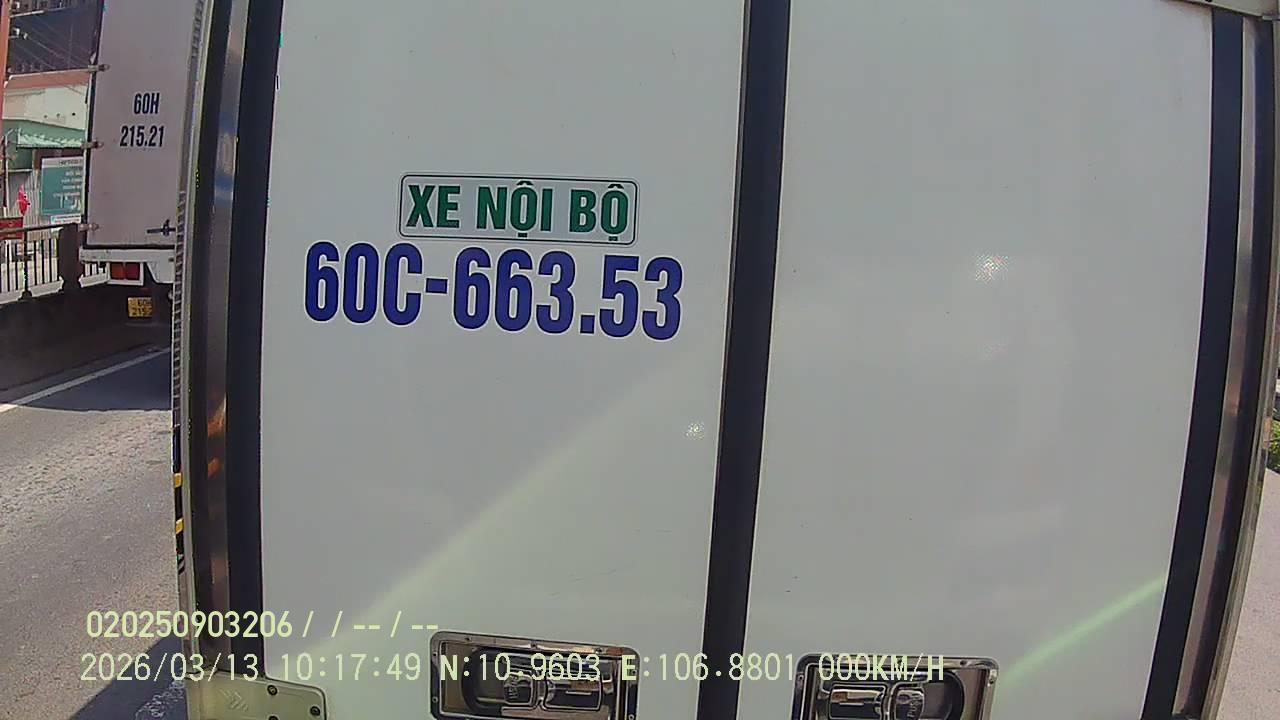 60H
215.21
XE NỘI BỘ
60C-663.53
020250903206 / / -- / --
2026/03/13 10:17:49 N:10.9603 E:106.8801 000KM/H